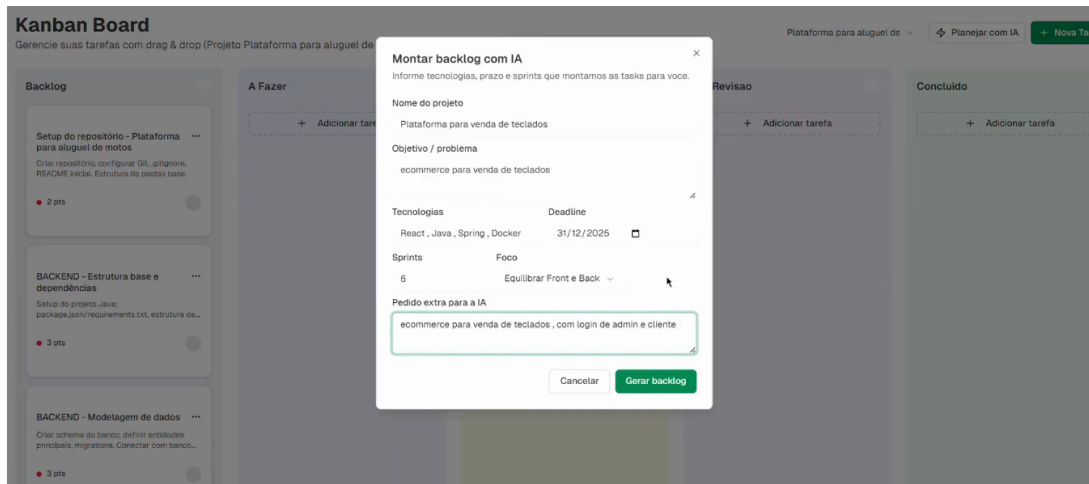 Kanban Board
Gerencie suas tarefas com drag & drop (Projeto Plataforma para aluguel de
Plataforma para aluguel de
Planejar com IA
+ Nova Ta
Backlog
A Fazer
Revisao
Concluido
+ Adicionar tare
+ Adicionar tarefa
+ Adicionar tarefa
Setup do repositório - Plataforma
para aluguel de motos
Criar repositório, configurar Git, .gitignore,
README inicial. Estrutura de pastas base.
2 pts
BACKEND - Estrutura base e
dependências
Setup do projeto Java:
package.json/requirements.txt, estrutura de...
3 pts
BACKEND - Modelagem de dados
Criar schema do banco, definir entidades
principais, migrations. Conectar com banco...
3 pts
Montar backlog com IA
Informe tecnologias, prazo e sprints que montamos as tasks para voce.
Nome do projeto
Plataforma para venda de teclados
Objetivo / problema
ecommerce para venda de teclados
Tecnologias
Deadline
React , Java , Spring , Docker
31/12/2025
Sprints
Foco
6
Equilibrar Front e Back
Pedido extra para a IA
ecommerce para venda de teclados , com login de admin e cliente
Cancelar
Gerar backlog